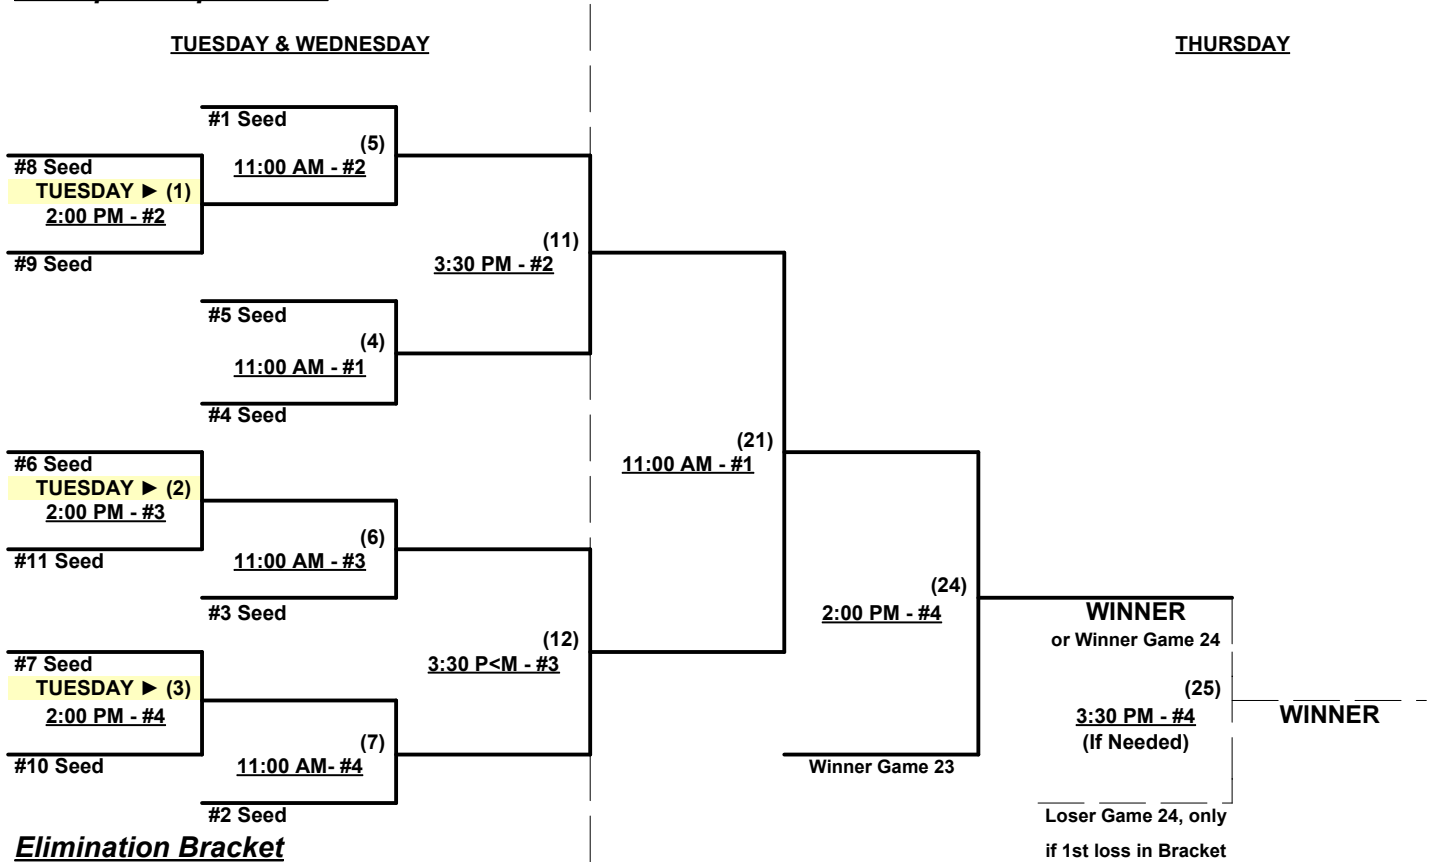 TUESDAY & WEDNESDAY
THURSDAY
#1 Seed
(5)
11:00 AM - #2
#8 Seed
TUESDAY ► (1)
2:00 PM - #2
#9 Seed
(11)
3:30 PM - #2
#5 Seed
(4)
11:00 AM - #1
#4 Seed
(21)
11:00 AM - #1
#6 Seed
TUESDAY ► (2)
2:00 PM - #3
#11 Seed
(6)
11:00 AM - #3
#3 Seed
(24)
2:00 PM - #4
WINNER
or Winner Game 24
(12)
3:30 P<M - #3
#7 Seed
TUESDAY ► (3)
2:00 PM - #4
#10 Seed
(25)
3:30 PM - #4
(If Needed)
WINNER
(7)
11:00 AM- #4
Winner Game 23
#2 Seed
Loser Game 24, only
if 1st loss in Bracket
Elimination Bracket